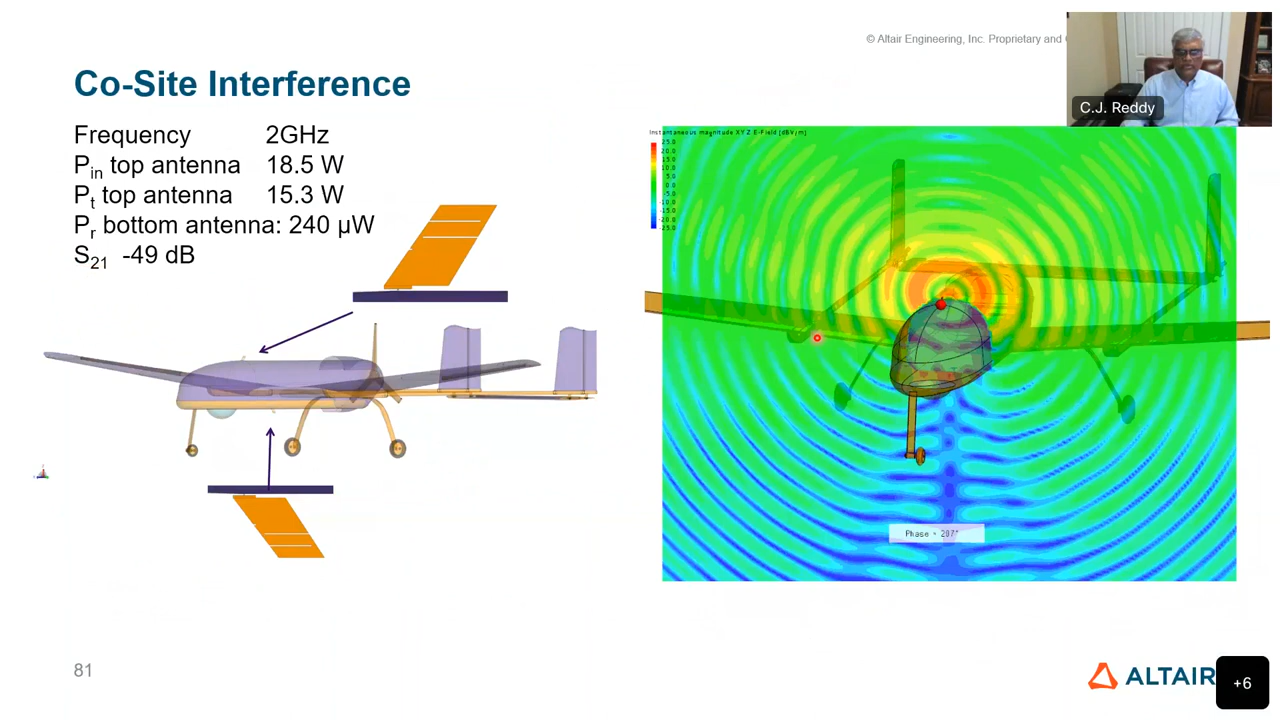 © Altair Engineering, Inc. Proprietary and
C.J. Reddy
Co-Site Interference
Frequency 2GHz
Pin top antenna 18.5 W
Pt top antenna 15.3 W
Pr bottom antenna: 240 µW
S21 -49 dB
Instantaneous magnitude XYZ E-Field [dBV/m]
25.0
20.0
15.0
10.0
5.0
0.0
-5.0
-10.0
-15.0
-20.0
-25.0
Phase =
81
ALTAIR
+6